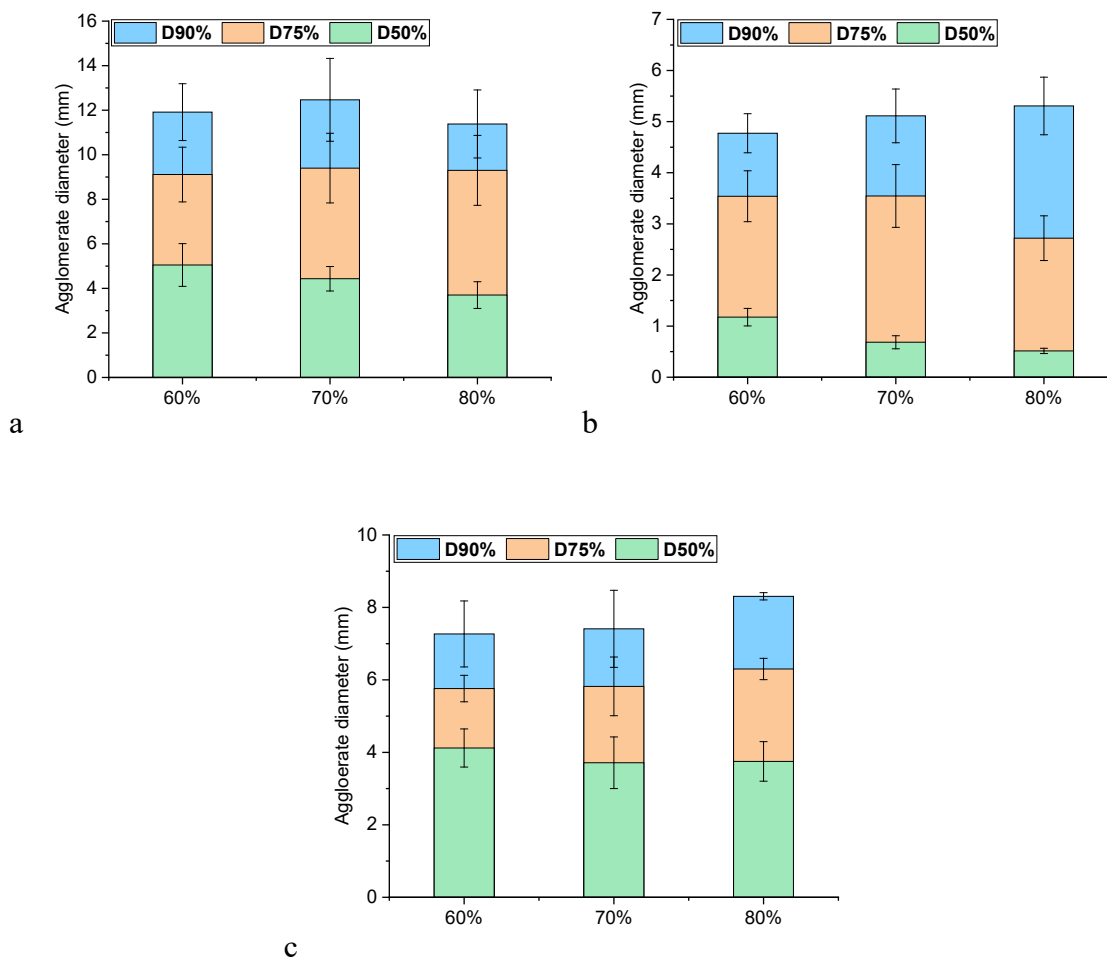 D90% D75% D50%
Agglomerate diameter (mm)
16
14
12
10
8
6
4
2
0
60% 70% 80%
a
D90% D75% D50%
Agglomerate diameter (mm)
7
6
5
4
3
2
1
0
60% 70% 80%
b
D90% D75% D50%
Aggloerate diameter (mm)
10
8
6
4
2
0
60% 70% 80%
c